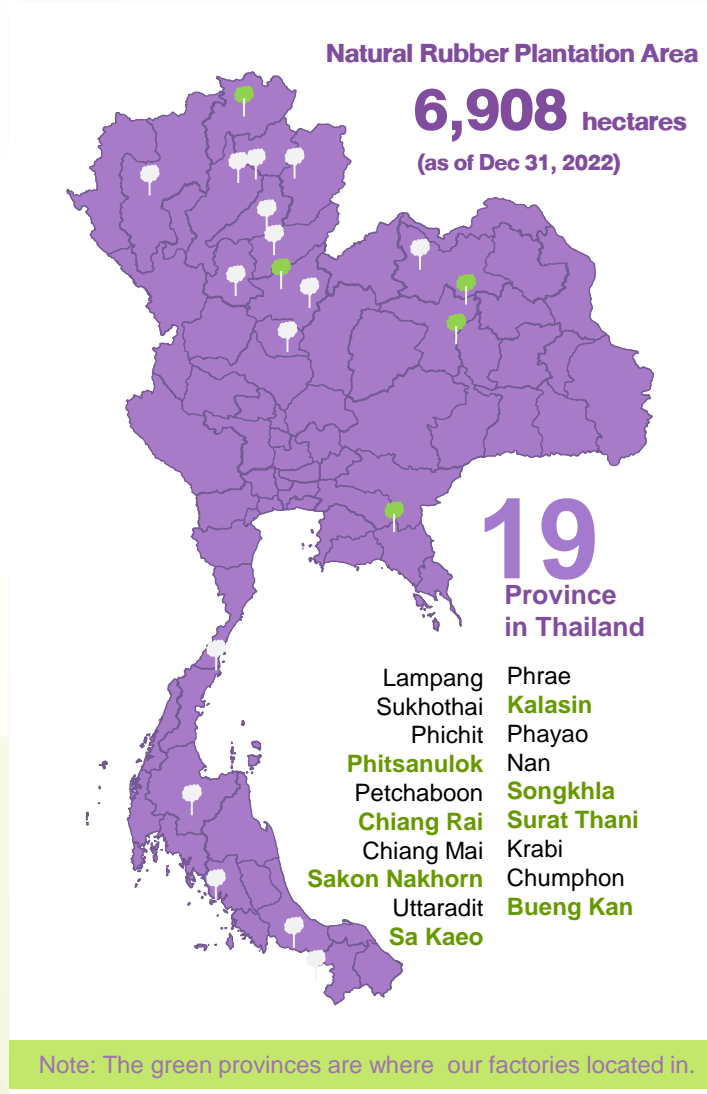 Natural Rubber Plantation Area
6,908 hectares
(as of Dec 31, 2022)
19
Province
in Thailand
Lampang
Sukhothai
Phichit
Phitsanulok
Petchaboon
Chiang Rai
Chiang Mai
Sakon Nakhorn
Uttaradit
Sa Kaeo
Phrae
Kalasin
Phayao
Nan
Songkhla
Surat Thani
Krabi
Chumphon
Bueng Kan
Note: The green provinces are where our factories located in.